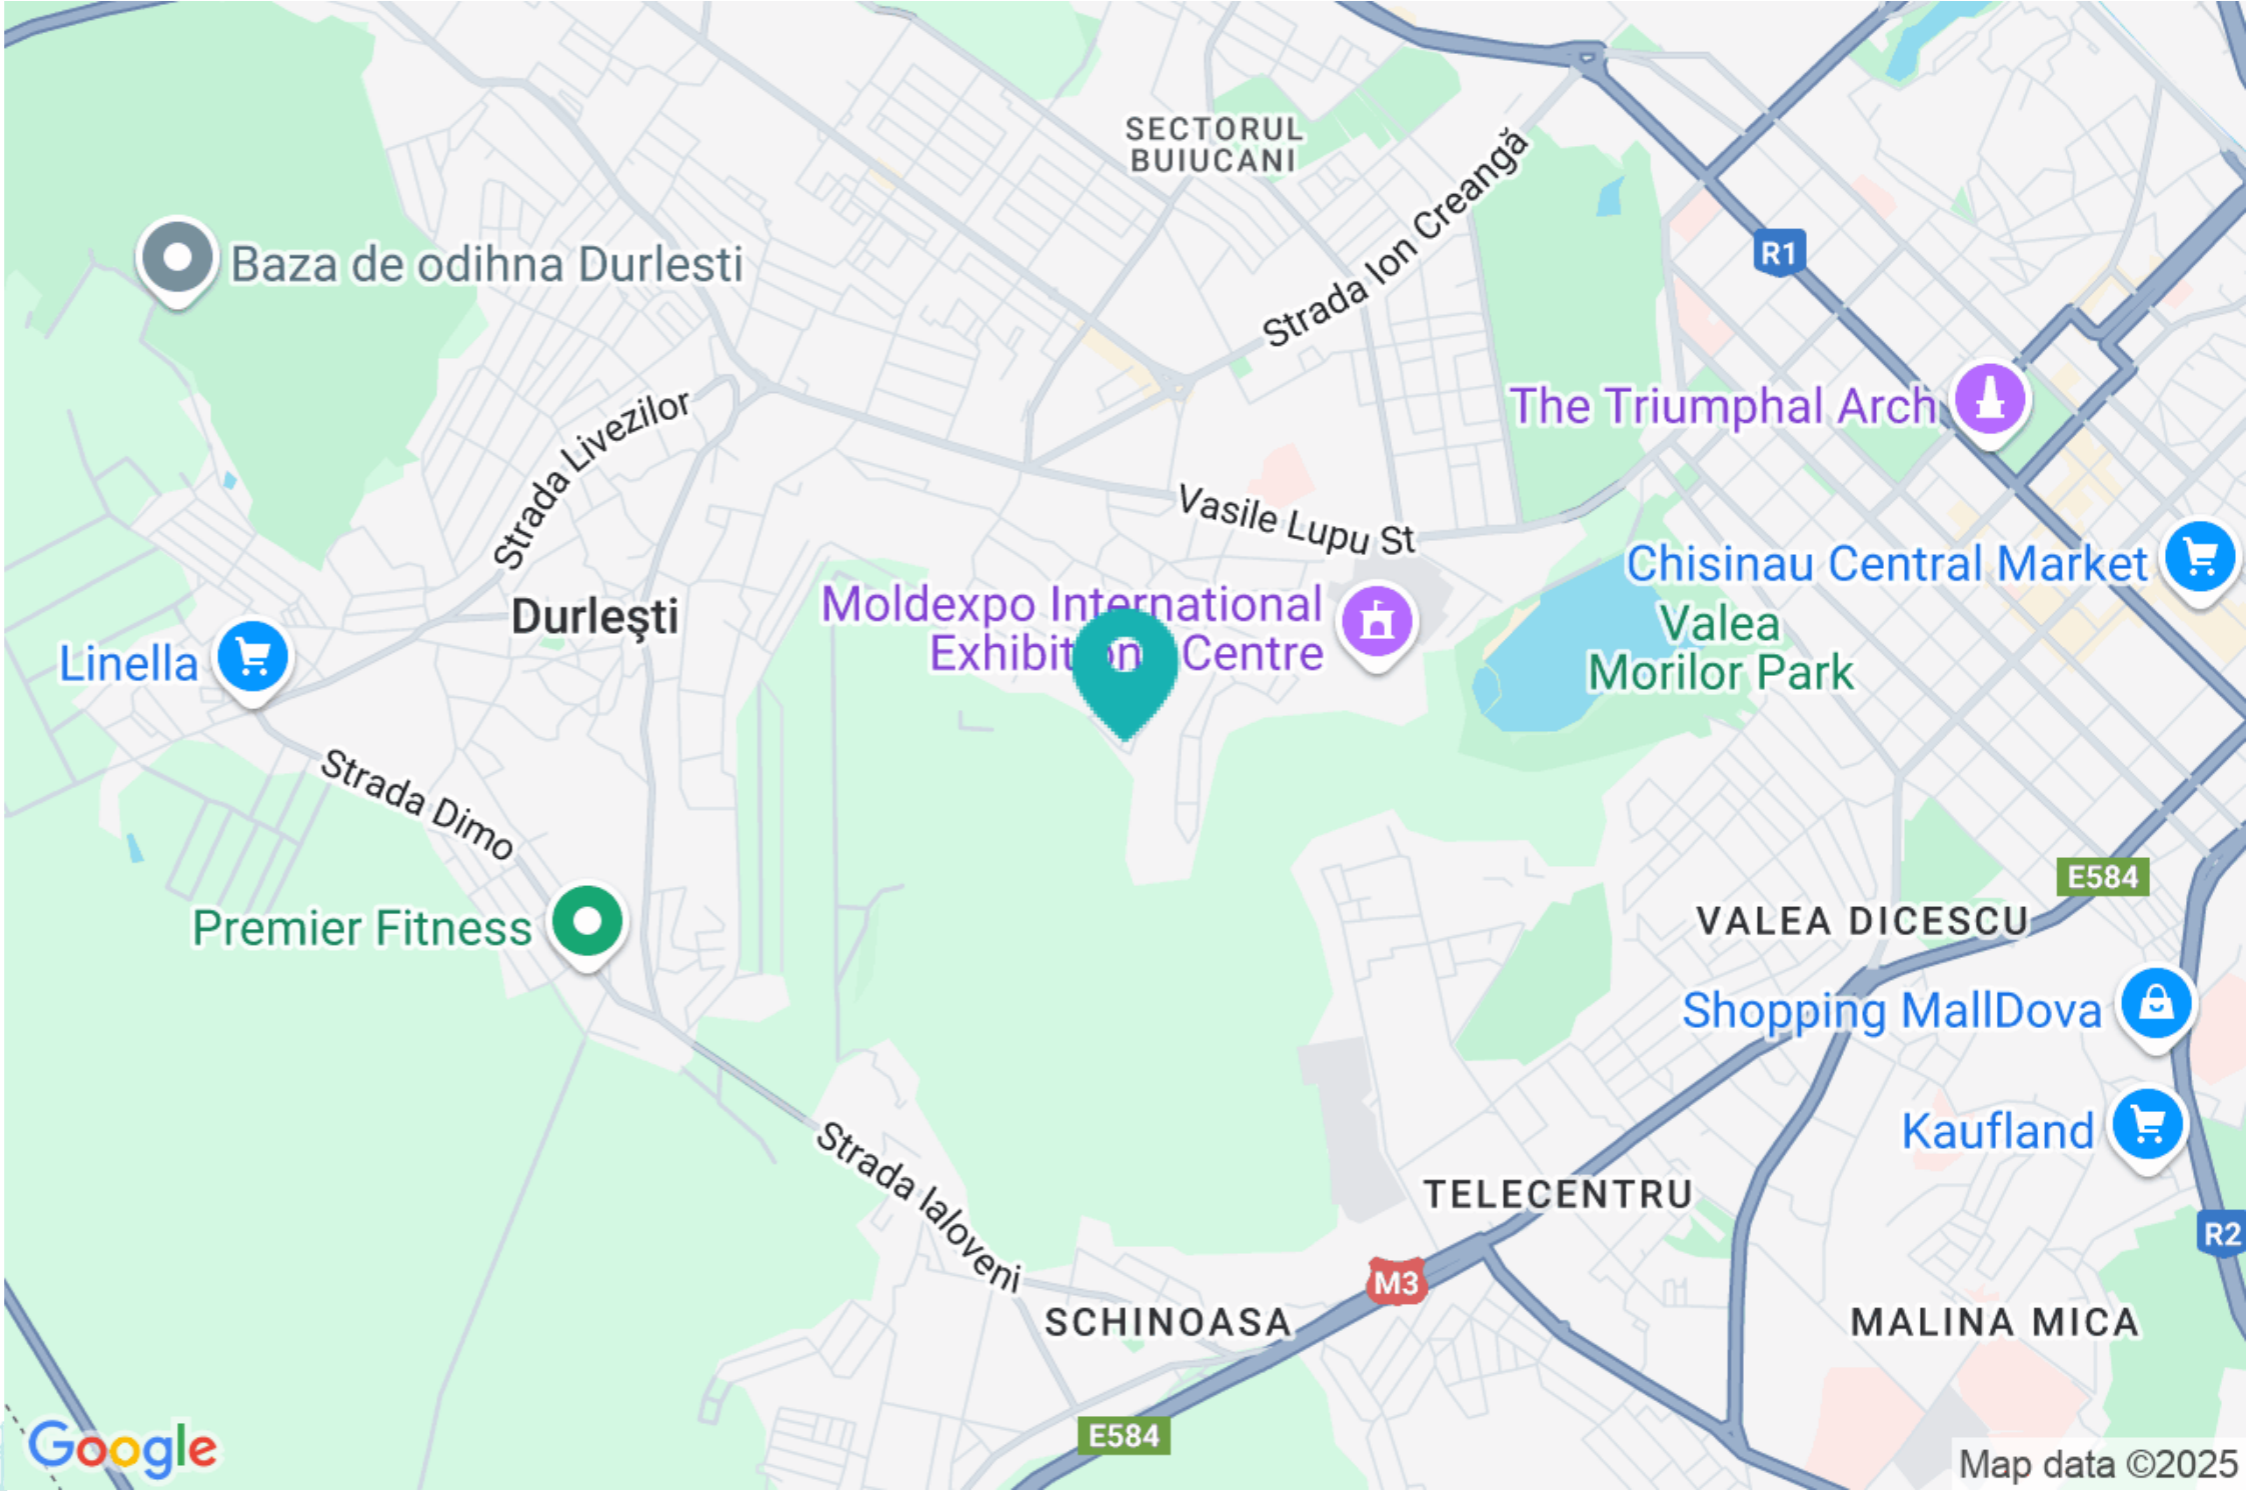 SECTORUL
BUIUCANI
Strada Ion Creangă
R1
Baza de odihna Durlesti
Strada Livezilor
The Triumphal Arch
Vasile Lupu St
Chisinau Central Market
Moldexpo International
Exhibitions Centre
Durleşti
Valea
Morilor Park
Linella
Strada Dimo
E584
VALEA DICESCU
Premier Fitness
Shopping MallDova
Kaufland
Strada Ialoveni
TELECENTRU
R2
M3
SCHINOASA
MALINA MICA
E584
Google
Map data ©2025